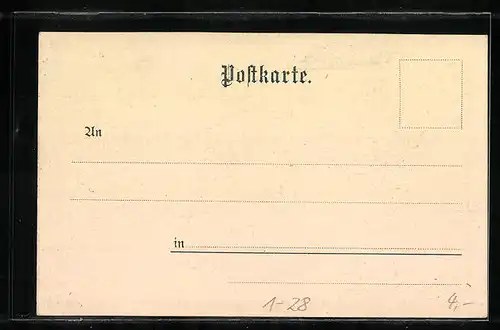 Postkarte.
An
in
1-28
4,-